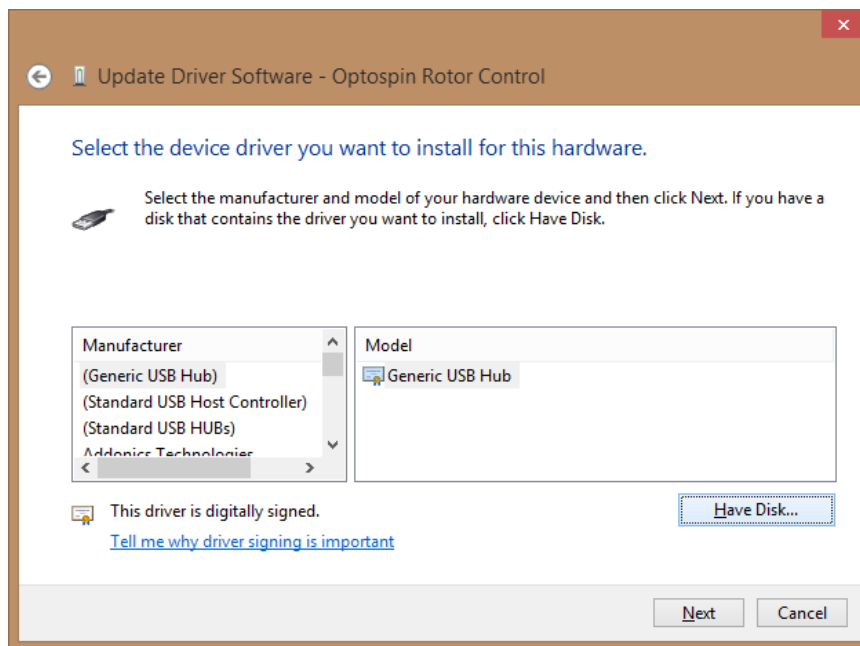 Update Driver Software - Optospin Rotor Control
Select the device driver you want to install for this hardware.
Select the manufacturer and model of your hardware device and then click Next. If you have a
disk that contains the driver you want to install, click Have Disk.
Manufacturer
(Generic USB Hub)
(Standard USB Host Controller)
(Standard USB HUBs)
Addonics Technologies
Model
Generic USB Hub
This driver is digitally signed.
Tell me why driver signing is important
Have Disk...
Next
Cancel